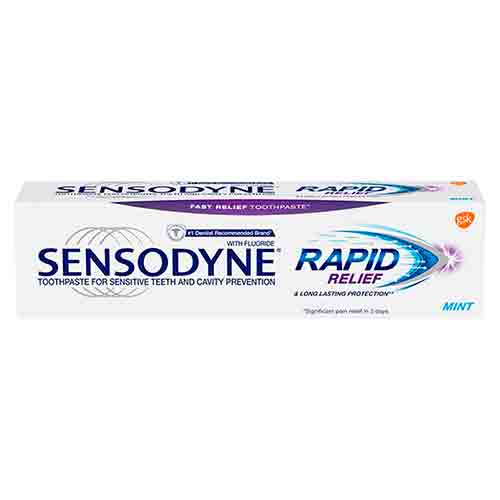 SENSODYNE RAPID
RELIEF
MINT
FAST RELIEF TOOTHPASTE*
gsk
#1 Dentist Recommended Brand^
WITH FLUORIDE
SENSODYNE®
TOOTHPASTE FOR SENSITIVE TEETH AND CAVITY PREVENTION
RAPID
RELIEF
& LONG LASTING PROTECTION**
*Significant pain relief in 3 days.
MINT